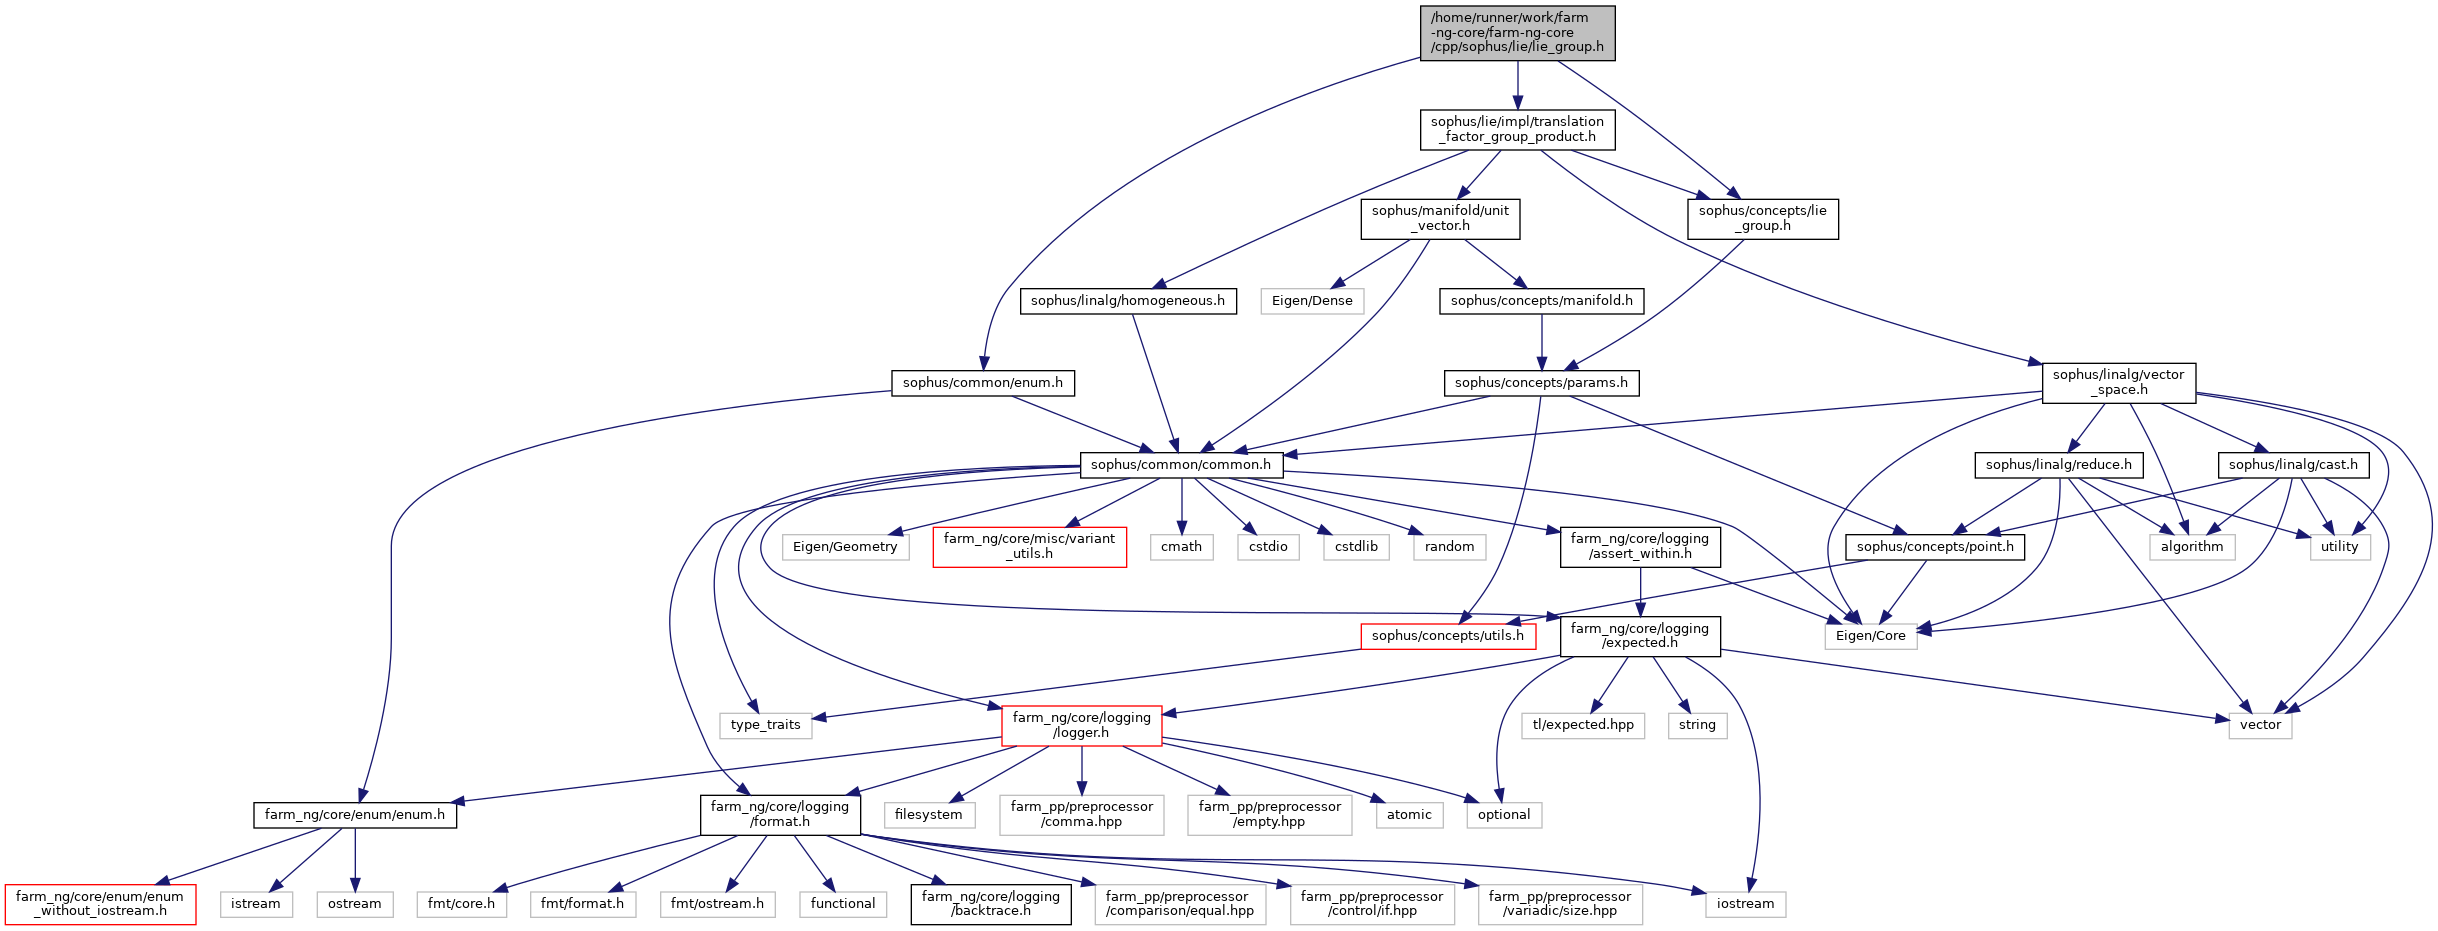 /home/runner/work/farm
-ng-core/farm-ng-core
/cpp/sophus/lie/lie_group.h
sophus/lie/impl/translation
_factor_group_product.h
sophus/manifold/unit
_vector.h
sophus/concepts/lie
_group.h
sophus/linalg/homogeneous.h
Eigen/Dense
sophus/concepts/manifold.h
sophus/common/enum.h
sophus/concepts/params.h
sophus/linalg/vector
_space.h
sophus/common/common.h
sophus/linalg/reduce.h
sophus/linalg/cast.h
Eigen/Geometry
farm_ng/core/misc/variant
_utils.h
cmath
cstdio
cstdlib
random
farm_ng/core/logging
/assert_within.h
sophus/concepts/point.h
algorithm
utility
sophus/concepts/utils.h
farm_ng/core/logging
/expected.h
Eigen/Core
type_traits
farm_ng/core/logging
/logger.h
tl/expected.hpp
string
vector
farm_ng/core/enum/enum.h
farm_ng/core/logging
/format.h
filesystem
farm_pp/preprocessor
/comma.hpp
farm_pp/preprocessor
/empty.hpp
atomic
optional
farm_ng/core/enum/enum
_without_iostream.h
istream
ostream
fmt/core.h
fmt/format.h
fmt/ostream.h
functional
farm_ng/core/logging
/backtrace.h
farm_pp/preprocessor
/comparison/equal.hpp
farm_pp/preprocessor
/control/if.hpp
farm_pp/preprocessor
/variadic/size.hpp
iostream